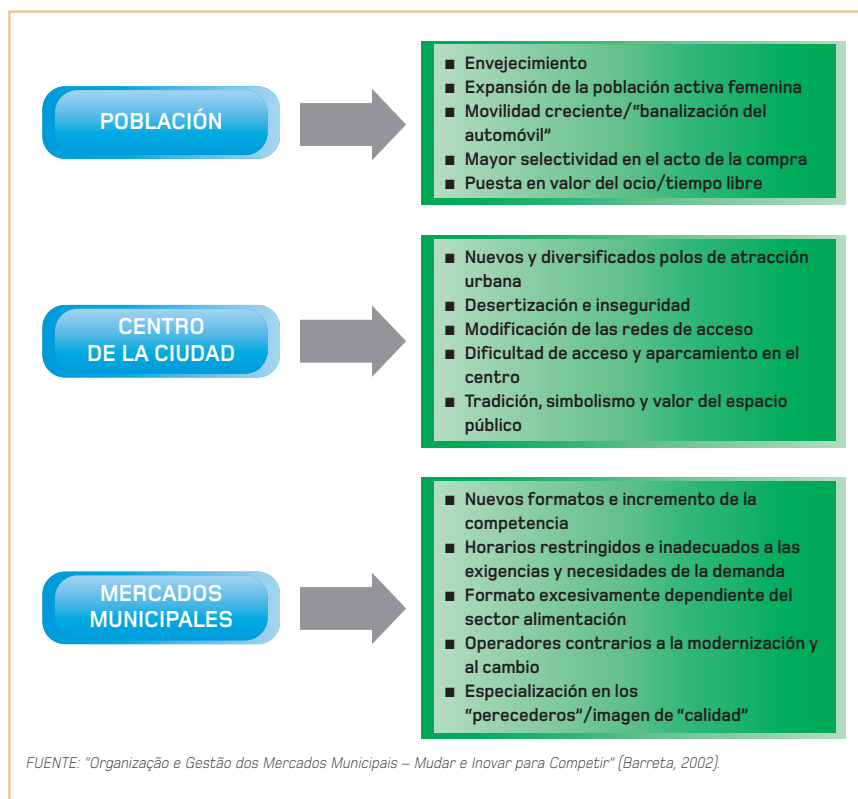 POBLACIÓN
■ Envejecimiento
■ Expansión de la población activa femenina
■ Movilidad creciente/"banalización del
automóvil"
■ Mayor selectividad en el acto de la compra
■ Puesta en valor del ocio/tiempo libre
CENTRO
DE LA CIUDAD
■ Nuevos y diversificados polos de atracción
urbana
■ Desertización e inseguridad
■ Modificación de las redes de acceso
■ Dificultad de acceso y aparcamiento en el
centro
■ Tradición, simbolismo y valor del espacio
público
MERCADOS
MUNICIPALES
■ Nuevos formatos e incremento de la
competencia
■ Horarios restringidos e inadecuados a las
exigencias y necesidades de la demanda
■ Formato excesivamente dependiente del
sector alimentación
■ Operadores contrarios a la modernización y
al cambio
■ Especialización en los
"perecederos"/imagen de "calidad"
FUENTE: "Organização e Gestão dos Mercados Municipais – Mudar e Inovar para Competir" (Barreta, 2002).